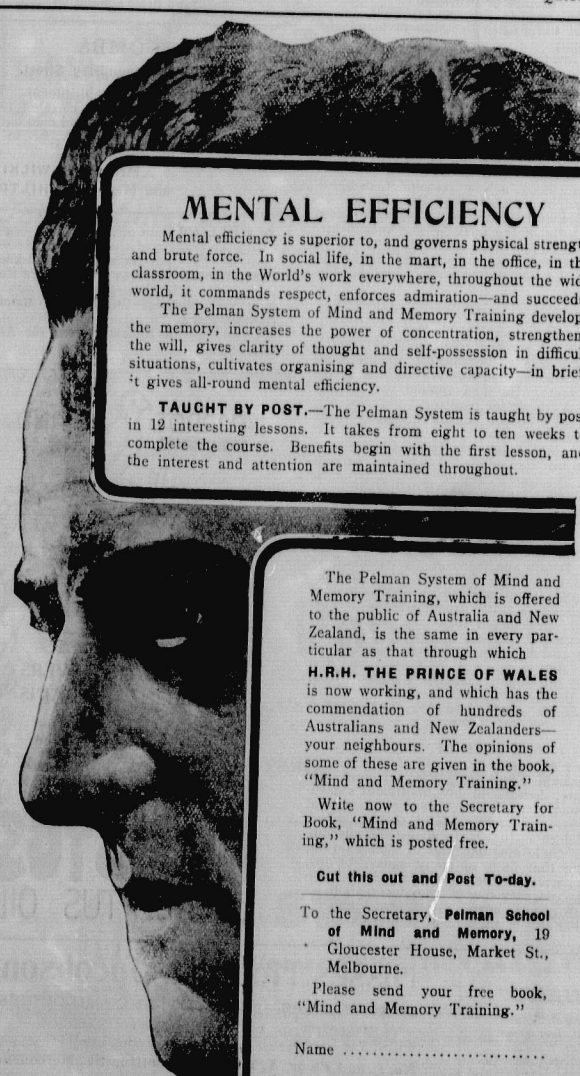 MENTAL EFFICIENCY
Mental efficiency is superior to, and governs physical strengt
and brute force. In social life, in the mart, in the office, in th
classroom, in the World's work everywhere, throughout the wid
world, it commands respect, enforces admiration—and succeeds
The Pelman System of Mind and Memory Training develop
the memory, increases the power of concentration, strengthen
the will, gives clarity of thought and self-possession in difficul
situations, cultivates organising and directive capacity—in brie
it gives all-round mental efficiency.
TAUGHT BY POST.—The Pelman System is taught by pos
in 12 interesting lessons. It takes from eight to ten weeks t
complete the course. Benefits begin with the first lesson, an
the interest and attention are maintained throughout.
The Pelman System of Mind and
Memory Training, which is offered
to the public of Australia and New
Zealand, is the same in every par-
ticular as that through which
H.R.H. THE PRINCE OF WALES
is now working, and which has the
commendation of hundreds of
Australians and New Zealanders—
your neighbours. The opinions of
some of these are given in the book,
"Mind and Memory Training."
Write now to the Secretary for
Book, "Mind and Memory Train-
ing," which is posted free.
Cut this out and Post To-day.
To the Secretary, Pelman School
of Mind and Memory, 19
Gloucester House, Market St.,
Melbourne.
Please send your free book,
"Mind and Memory Training."
Name ............................